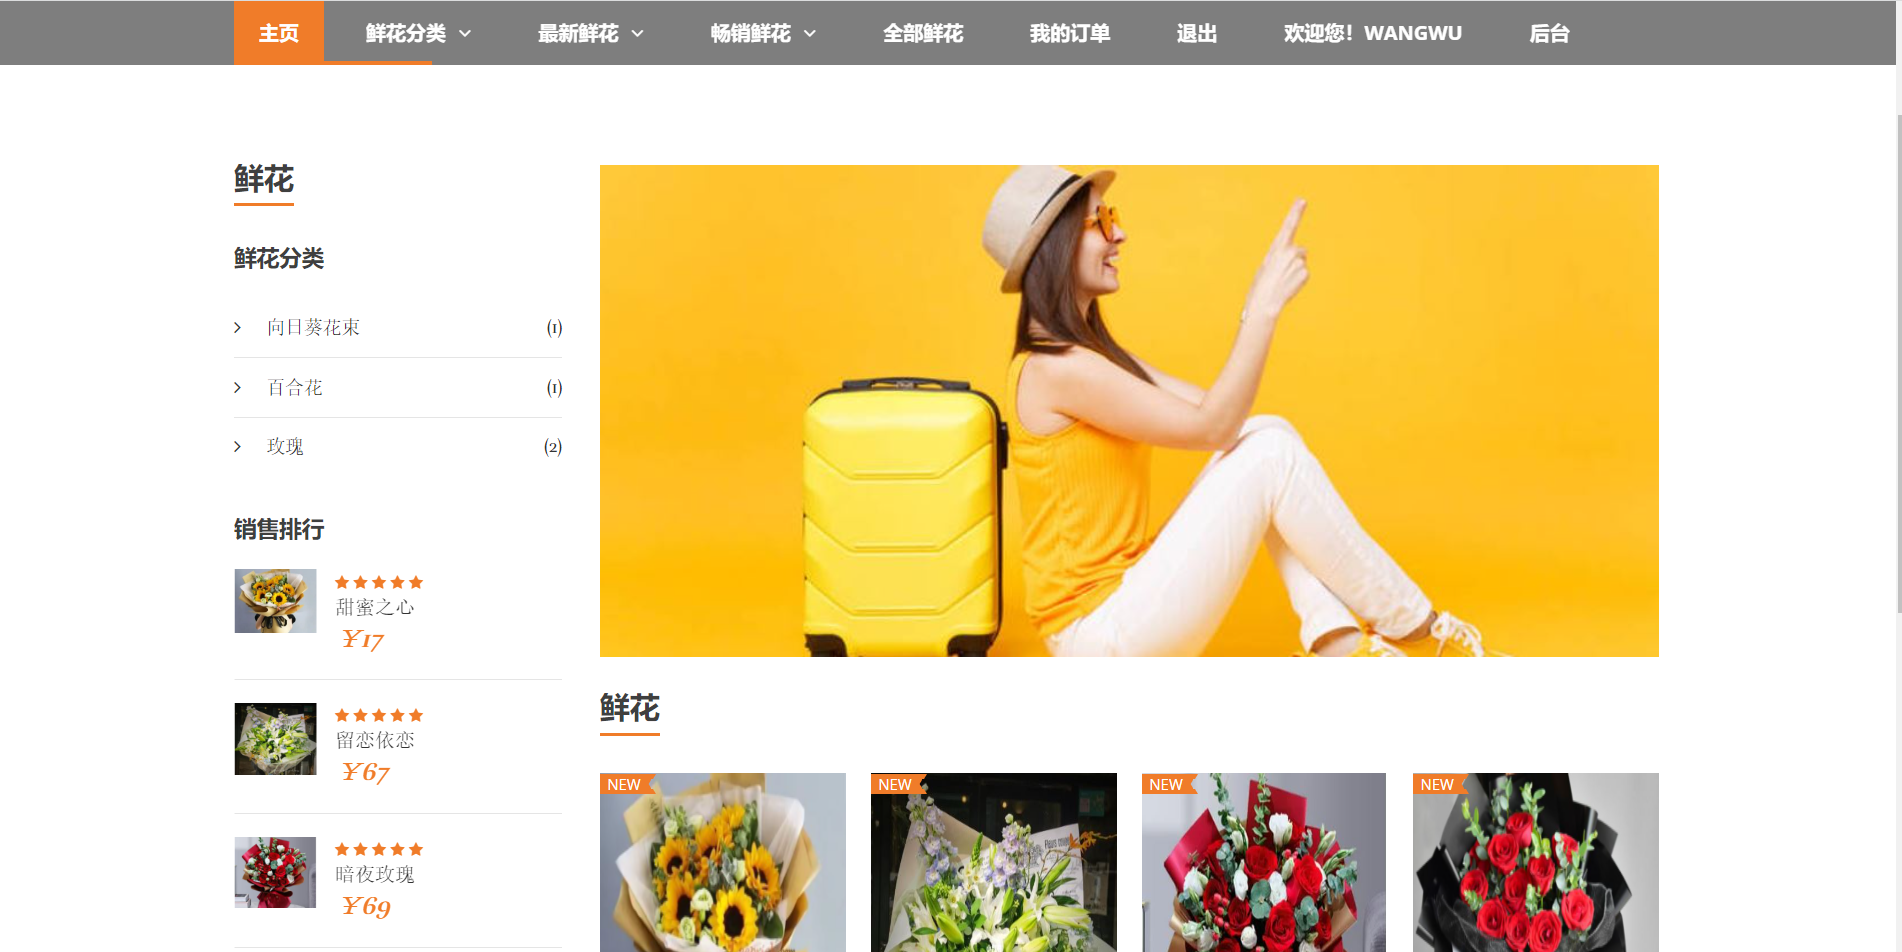 主页 鲜花分类 最新鲜花 畅销鲜花 全部鲜花 我的订单 退出 欢迎您！WANGWU 后台
鲜花
鲜花分类
向日葵花束 (1)
百合花 (1)
玫瑰 (2)
销售排行
甜蜜之心
¥17
留恋依恋
¥67
暗夜玫瑰
¥69
鲜花
NEW NEW NEW NEW